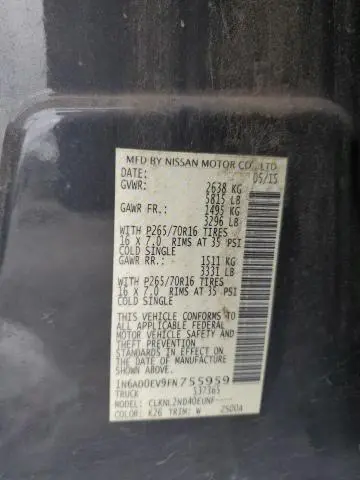 MFD BY NISSAN MOTOR CO., LTD
DATE: 05/15
GVWR: 2638 KG
5815 LB
GAWR FR.: 1495 KG
3296 LB
WITH P265/70R16 TIRES
16 X 7.0 RIMS AT 35 PSI
COLD SINGLE
GAWR RR.: 1511 KG
3331 LB
WITH P265/70R16 TIRES
16 X 7.0 RIMS AT 35 PSI
COLD SINGLE
THIS VEHICLE CONFORMS TO ALL
APPLICABLE FEDERAL MOTOR
VEHICLE SAFETY AND THEFT
PREVENTION STANDARDS IN
EFFECT ON THE DATE OF
MANUFACTURE SHOWN ABOVE.
755959
TRUCK
MODEL:
COLOR: K26 TRIM: W 2500A